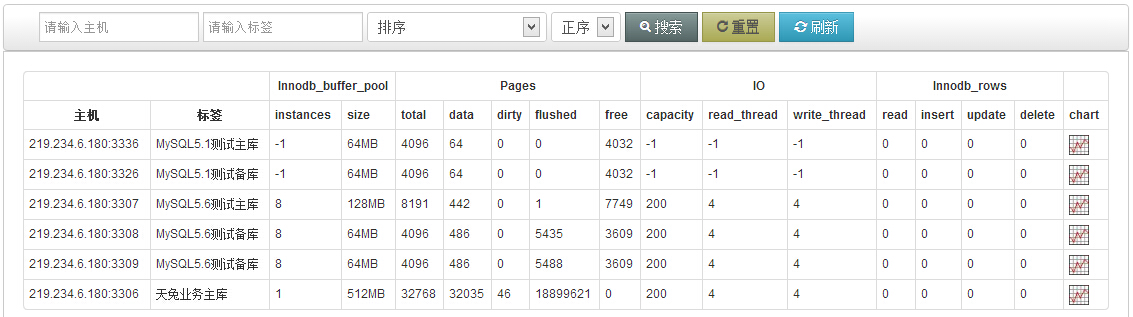 请输入主机 请输入标签 排序 正序 搜索 重置 刷新
Innodb_buffer_pool Pages IO Innodb_rows
主机 标签 instances size total data dirty flushed free capacity read_thread write_thread read insert update delete chart
219.234.6.180:3336 MySQL5.1测试主库 -1 64MB 4096 64 0 0 4032 -1 -1 -1 0 0 0 0
219.234.6.180:3326 MySQL5.1测试备库 -1 64MB 4096 64 0 0 4032 -1 -1 -1 0 0 0 0
219.234.6.180:3307 MySQL5.6测试主库 8 128MB 8191 442 0 1 7749 200 4 4 0 0 0 0
219.234.6.180:3308 MySQL5.6测试备库 8 64MB 4096 486 0 5435 3609 200 4 4 0 0 0 0
219.234.6.180:3309 MySQL5.6测试备库 8 64MB 4096 486 0 5488 3609 200 4 4 0 0 0 0
219.234.6.180:3306 天兔业务主库 1 512MB 32768 32035 46 18899621 0 200 4 4 0 0 0 0